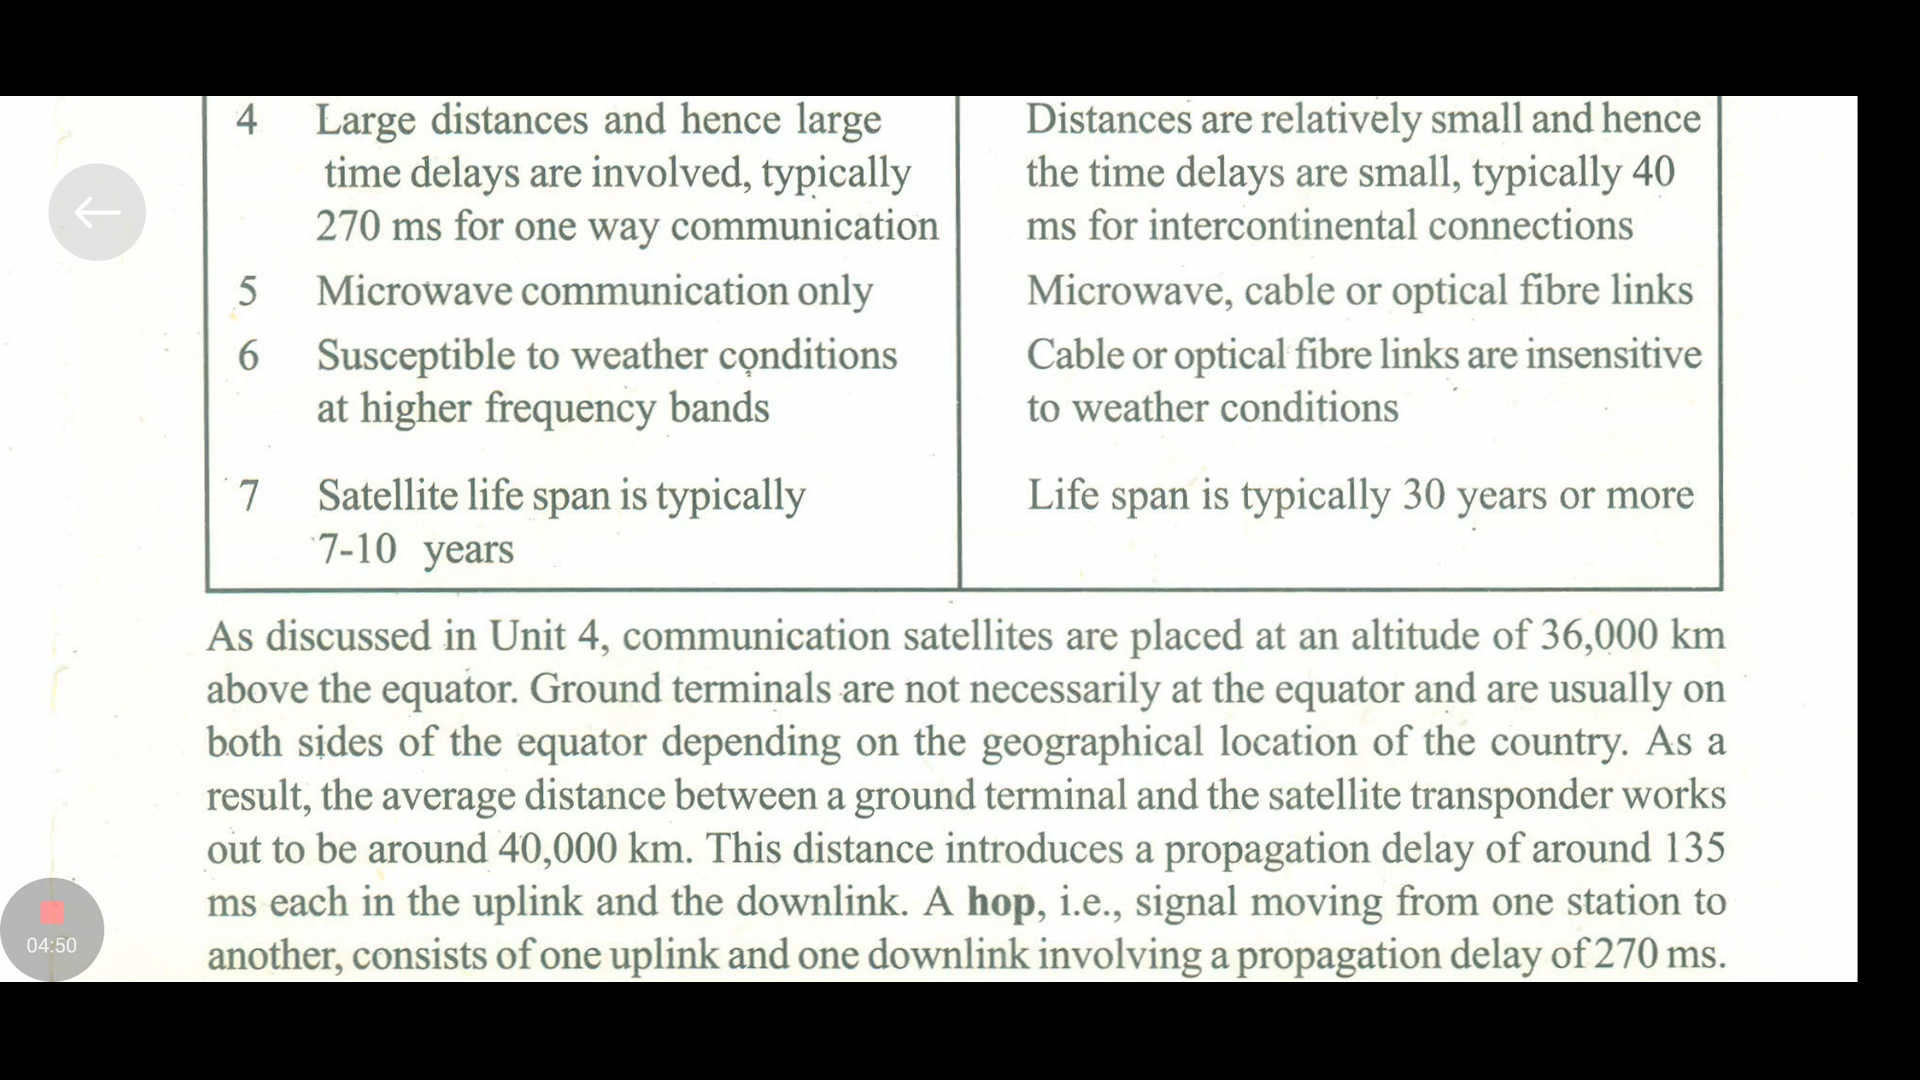 4 Large distances and hence large
time delays are involved, typically
270 ms for one way communication
Distances are relatively small and hence
the time delays are small, typically 40
ms for intercontinental connections
5 Microwave communication only
Microwave, cable or optical fibre links
6 Susceptible to weather conditions
at higher frequency bands
Cable or optical fibre links are insensitive
to weather conditions
7 Satellite life span is typically
7-10 years
Life span is typically 30 years or more
As discussed in Unit 4, communication satellites are placed at an altitude of 36,000 km
above the equator. Ground terminals are not necessarily at the equator and are usually on
both sides of the equator depending on the geographical location of the country. As a
result, the average distance between a ground terminal and the satellite transponder works
out to be around 40,000 km. This distance introduces a propagation delay of around 135
ms each in the uplink and the downlink. A hop, i.e., signal moving from one station to
another, consists of one uplink and one downlink involving a propagation delay of 270 ms.
04:50